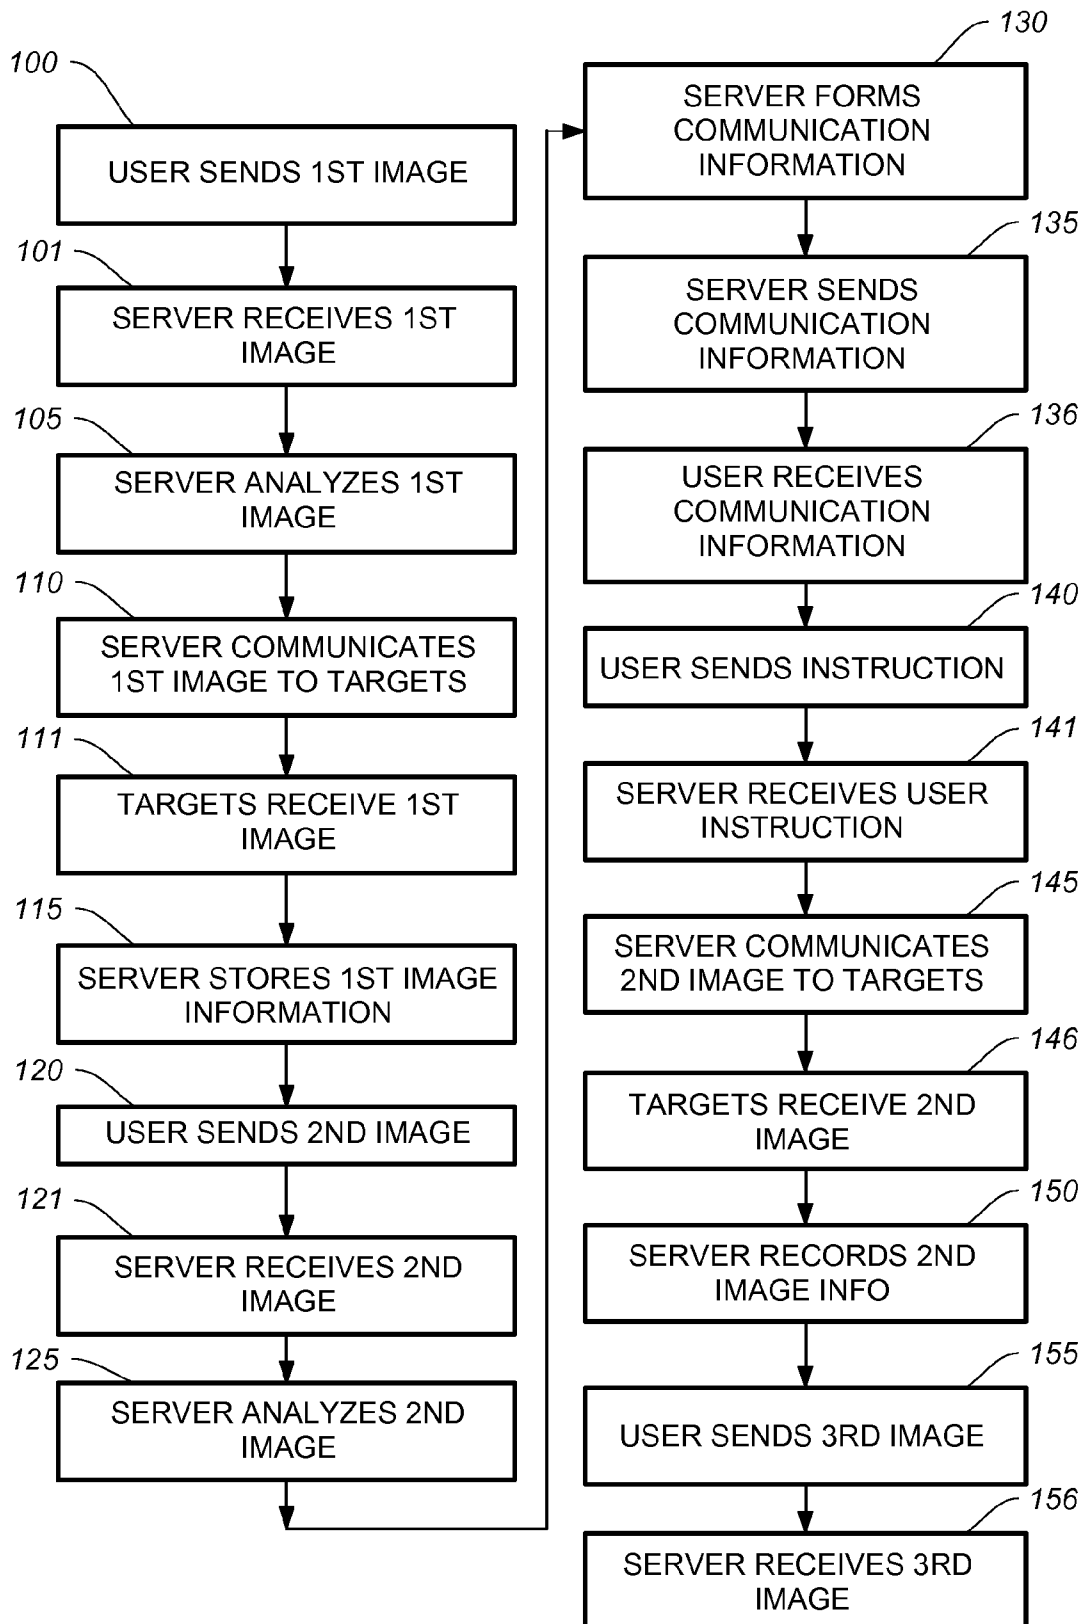 100
USER SENDS 1ST IMAGE
101
SERVER RECEIVES 1ST
IMAGE
105
SERVER ANALYZES 1ST
IMAGE
110
SERVER COMMUNICATES
1ST IMAGE TO TARGETS
111
TARGETS RECEIVE 1ST
IMAGE
115
SERVER STORES 1ST IMAGE
INFORMATION
120
USER SENDS 2ND IMAGE
121
SERVER RECEIVES 2ND
IMAGE
125
SERVER ANALYZES 2ND
IMAGE
130
SERVER FORMS
COMMUNICATION
INFORMATION
135
SERVER SENDS
COMMUNICATION
INFORMATION
136
USER RECEIVES
COMMUNICATION
INFORMATION
140
USER SENDS INSTRUCTION
141
SERVER RECEIVES USER
INSTRUCTION
145
SERVER COMMUNICATES
2ND IMAGE TO TARGETS
146
TARGETS RECEIVE 2ND
IMAGE
150
SERVER RECORDS 2ND
IMAGE INFO
155
USER SENDS 3RD IMAGE
156
SERVER RECEIVES 3RD
IMAGE